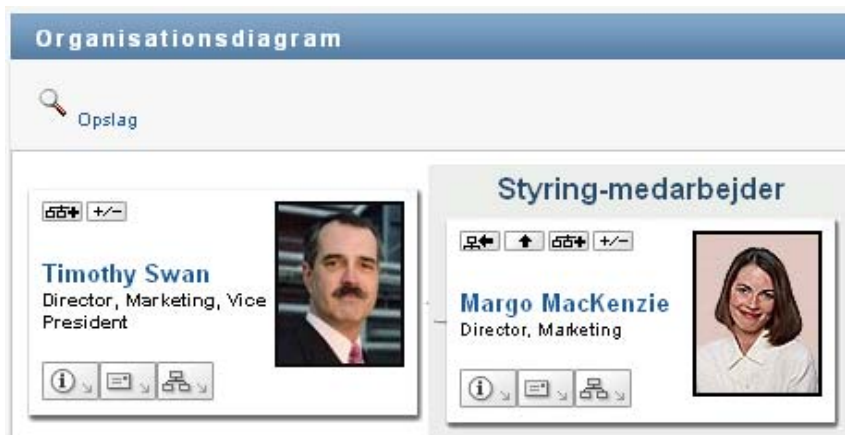 Organisationsdiagram
Opslag
+/-
Timothy Swan
Director, Marketing, Vice
President
Styring-medarbejder
+/-
Margo MacKenzie
Director, Marketing